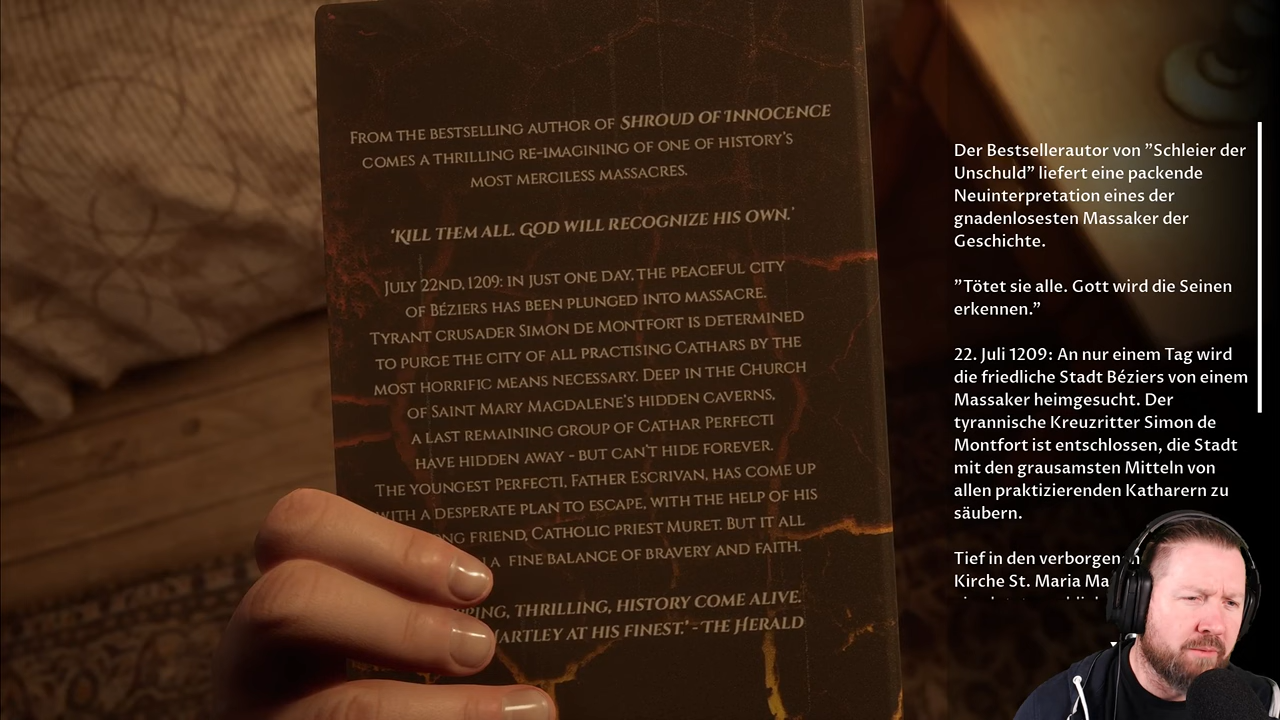 FROM THE BESTSELLING AUTHOR OF SHROUD OF INNOCENCE
COMES A THRILLING RE-IMAGINING OF ONE OF HISTORY'S
MOST MERCILESS MASSACRES.
'KILL THEM ALL. GOD WILL RECOGNIZE HIS OWN.'
JULY 22ND, 1209: IN JUST ONE DAY, THE PEACEFUL CITY
OF BÉZIERS HAS BEEN PLUNGED INTO MASSACRE.
TYRANT CRUSADER SIMON DE MONTFORT IS DETERMINED
TO PURGE THE CITY OF ALL PRACTISING CATHARS BY THE
MOST HORRIFIC MEANS NECESSARY. DEEP IN THE CHURCH
OF SAINT MARY MAGDALENE'S HIDDEN CAVERNS,
A LAST REMAINING GROUP OF CATHAR PERFECTI
HAVE HIDDEN AWAY - BUT CAN'T HIDE FOREVER.
THE YOUNGEST PERFECTI, FATHER ESCRIVAN, HAS COME UP
WITH A DESPERATE PLAN TO ESCAPE, WITH THE HELP OF HIS
FRIEND, CATHOLIC PRIEST MURET. BUT IT ALL
A FINE BALANCE OF BRAVERY AND FAITH.
THRILLING, HISTORY COME ALIVE.
HARTLEY AT HIS FINEST.' - THE HERALD
Der Bestsellerautor von "Schleier der
Unschuld" liefert eine packende
Neuinterpretation eines der
gnadenlosesten Massaker der
Geschichte.
"Tötet sie alle. Gott wird die Seinen
erkennen."
22. Juli 1209: An nur einem Tag wird
die friedliche Stadt Béziers von einem
Massaker heimgesucht. Der
tyrannische Kreuzritter Simon de
Montfort ist entschlossen, die Stadt
mit den grausamsten Mitteln von
allen praktizierenden Katharern zu
säubern.
Tief in den verborgen
Kirche St. Maria Ma